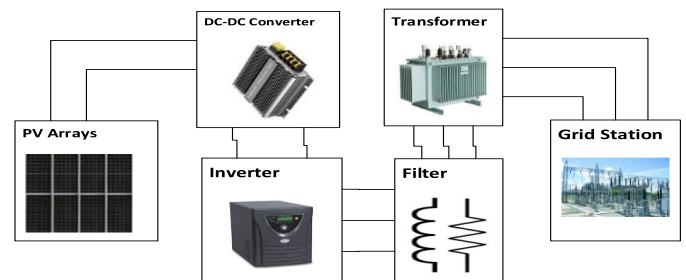 DC-DC Converter
Transformer
PV Arrays
Grid Station
Inverter
Filter